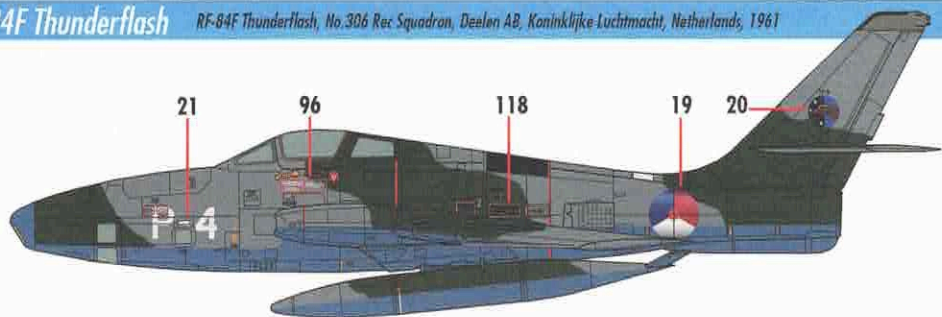 4F Thunderflash
RF-84F Thunderflash, No.306 Rec Squadron, Deelen AB, Koninklijke Luchtmacht, Netherlands, 1961
21 96 118 19 20
P-4